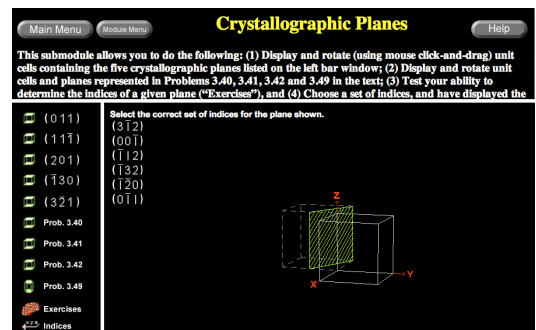 Main Menu
Module Menu
Crystallographic Planes
Help
This submodule allows you to do the following: (1) Display and rotate (using mouse click-and-drag) unit
cells containing the five crystallographic planes listed on the left bar window; (2) Display and rotate unit
cells and planes represented in Problems 3.40, 3.41, 3.42 and 3.49 in the text; (3) Test your ability to
determine the indices of a given plane (“Exercises”), and (4) Choose a set of indices, and have displayed the
(011)
(111̅)
(201)
(1̅30)
(32̅1)
Prob. 3.40
Prob. 3.41
Prob. 3.42
Prob. 3.49
Exercises
x y z
Indices
Select the correct set of indices for the plane shown.
(31̅2)
(001̅)
(1̅12)
(1̅32)
(1̅2̅0)
(01̅1)
Z
Y
X